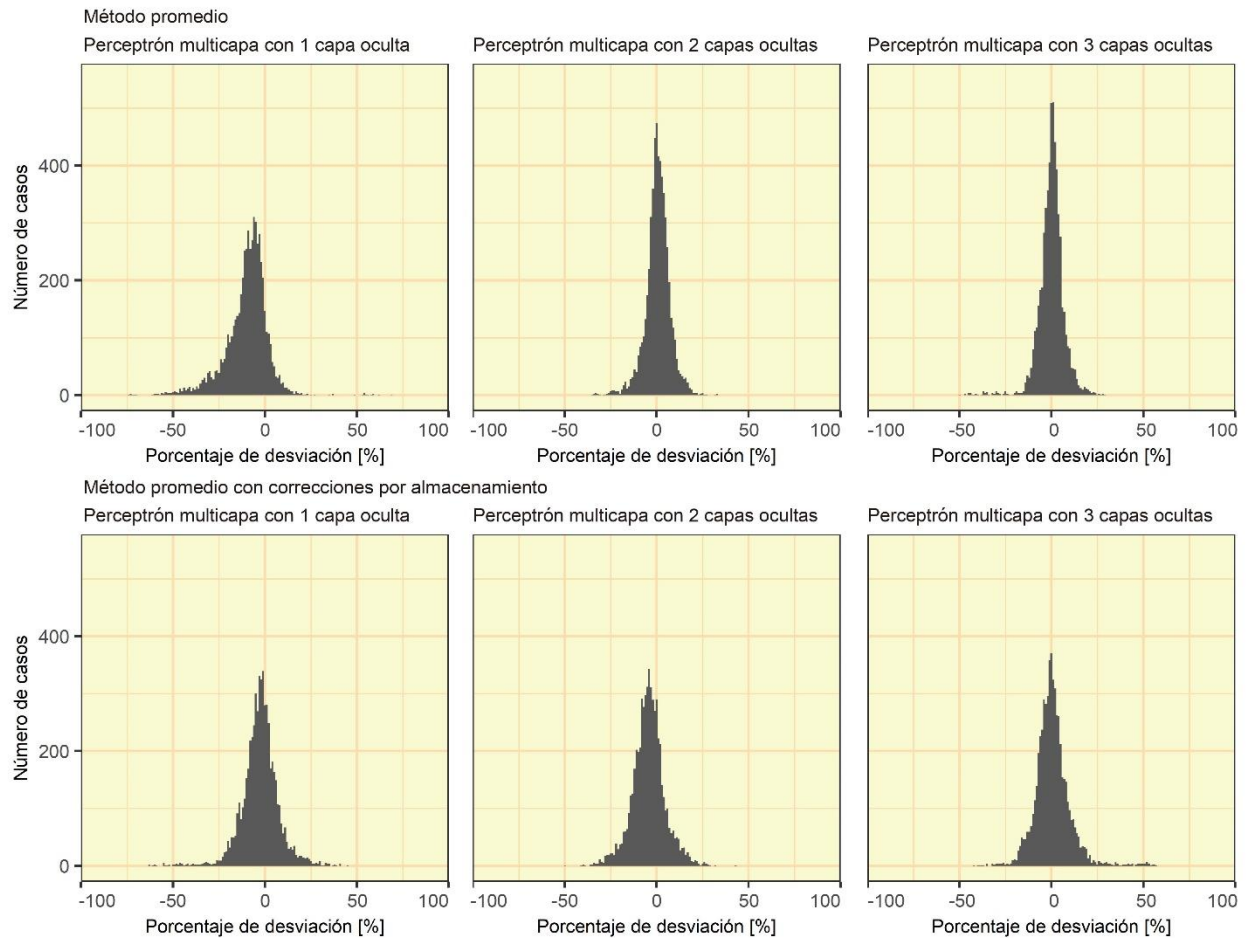 Método promedio
Perceptrón multicapa con 1 capa oculta Perceptrón multicapa con 2 capas ocultas Perceptrón multicapa con 3 capas ocultas
Número de casos
400
200
0
-100 -50 0 50 100 -100 -50 0 50 100 -100 -50 0 50 100
Porcentaje de desviación [%] Porcentaje de desviación [%] Porcentaje de desviación [%]
Método promedio con correcciones por almacenamiento
Perceptrón multicapa con 1 capa oculta Perceptrón multicapa con 2 capas ocultas Perceptrón multicapa con 3 capas ocultas
Número de casos
400
200
0
-100 -50 0 50 100 -100 -50 0 50 100 -100 -50 0 50 100
Porcentaje de desviación [%] Porcentaje de desviación [%] Porcentaje de desviación [%]